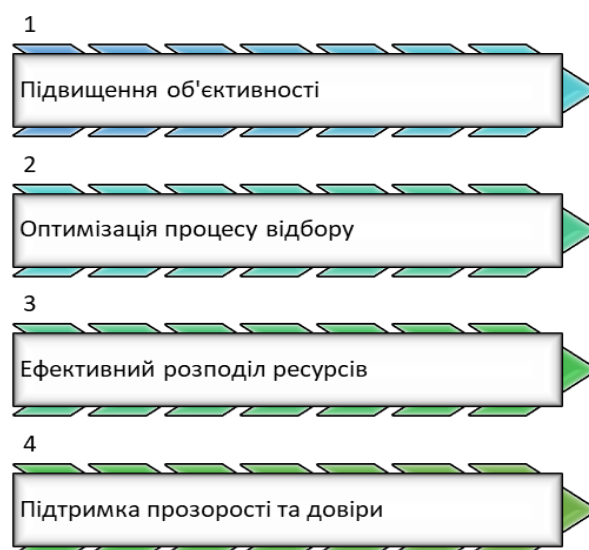 1
Підвищення об'єктивності
2
Оптимізація процесу відбору
3
Ефективний розподіл ресурсів
4
Підтримка прозорості та довіри